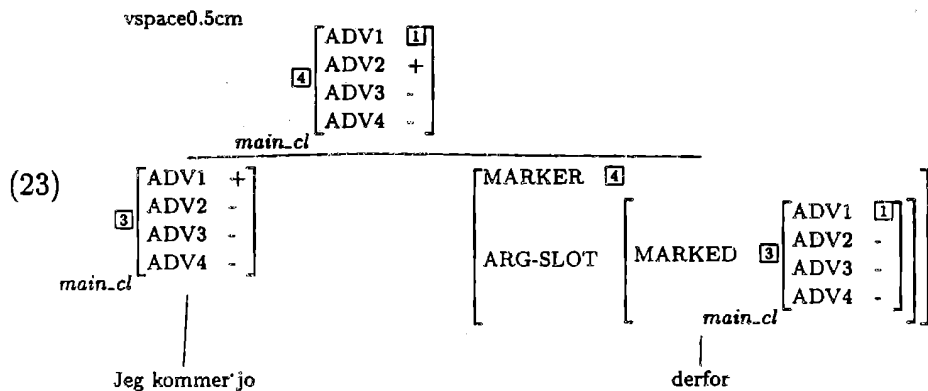 vspace0.5cm
4 [ADV1 1]
[ADV2 +]
[ADV3 -]
[ADV4 -]
main_cl
(23)
3 [ADV1 +]
[ADV2 -]
[ADV3 -]
[ADV4 -]
main_cl
[MARKER 4]
[ARG-SLOT [MARKED 3 [ADV1 1]
[ADV2 -]
[ADV3 -]
[ADV4 -]]]
main_cl
Jeg kommer jo
derfor